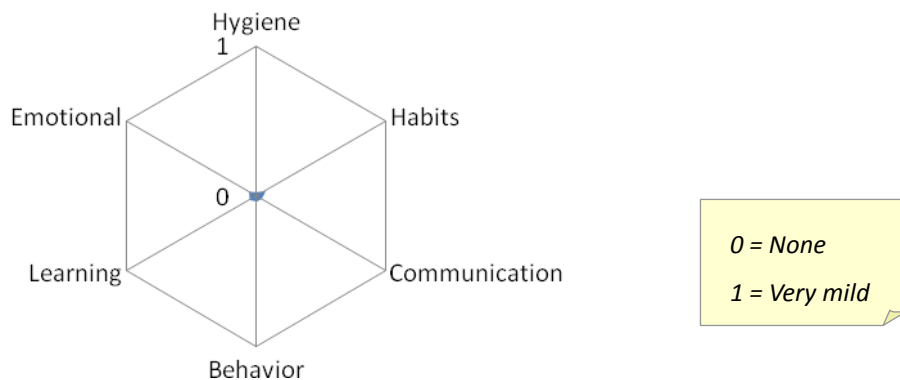 Hygiene
1
Emotional
Habits
0
Learning
Communication
Behavior
0 = None
1 = Very mild